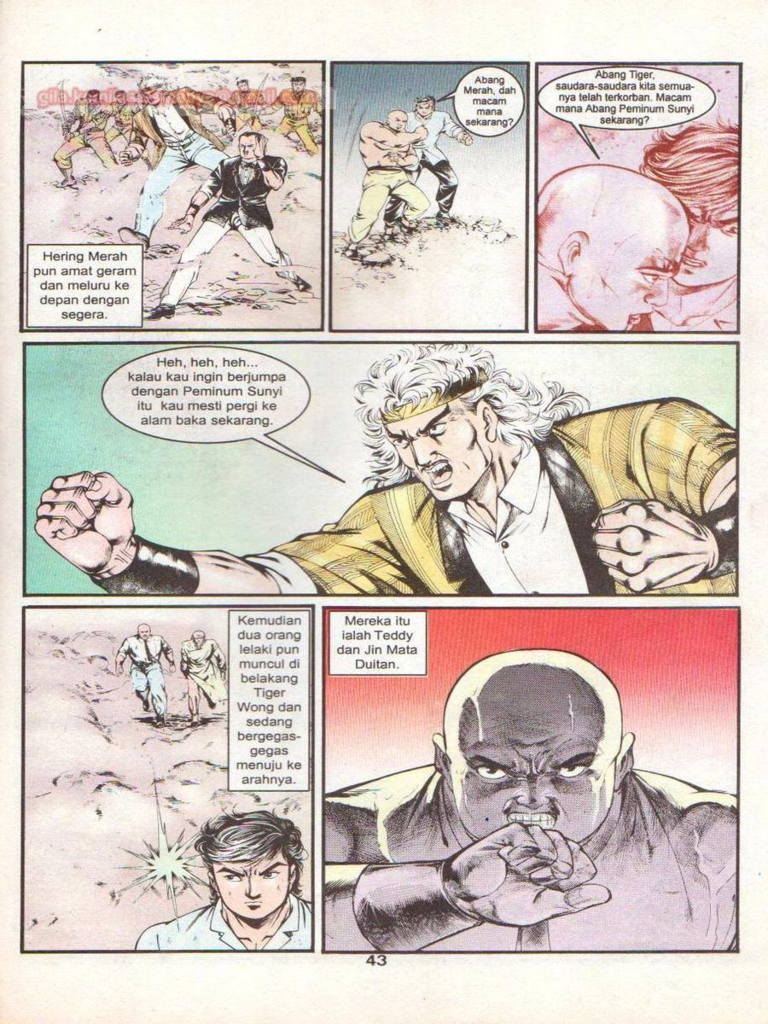 Hering Merah
pun amat geram
dan meluru ke
depan dengan
segera.
Abang
Merah, dah
macam
mana
sekarang?
Abang Tiger,
saudara-saudara kita semua-
nya telah terkorban. Macam
mana Abang Peminum Sunyi
sekarang?
Heh, heh, heh...
kalau kau ingin berjumpa
dengan Peminum Sunyi
itu kau mesti pergi ke
alam baka sekarang.
Kemudian
dua orang
lelaki pun
muncul di
belakang
Tiger
Wong dan
sedang
bergegas-
gegas
menuju ke
arahnya.
Mereka itu
ialah Teddy
dan Jin Mata
Duitan.
43